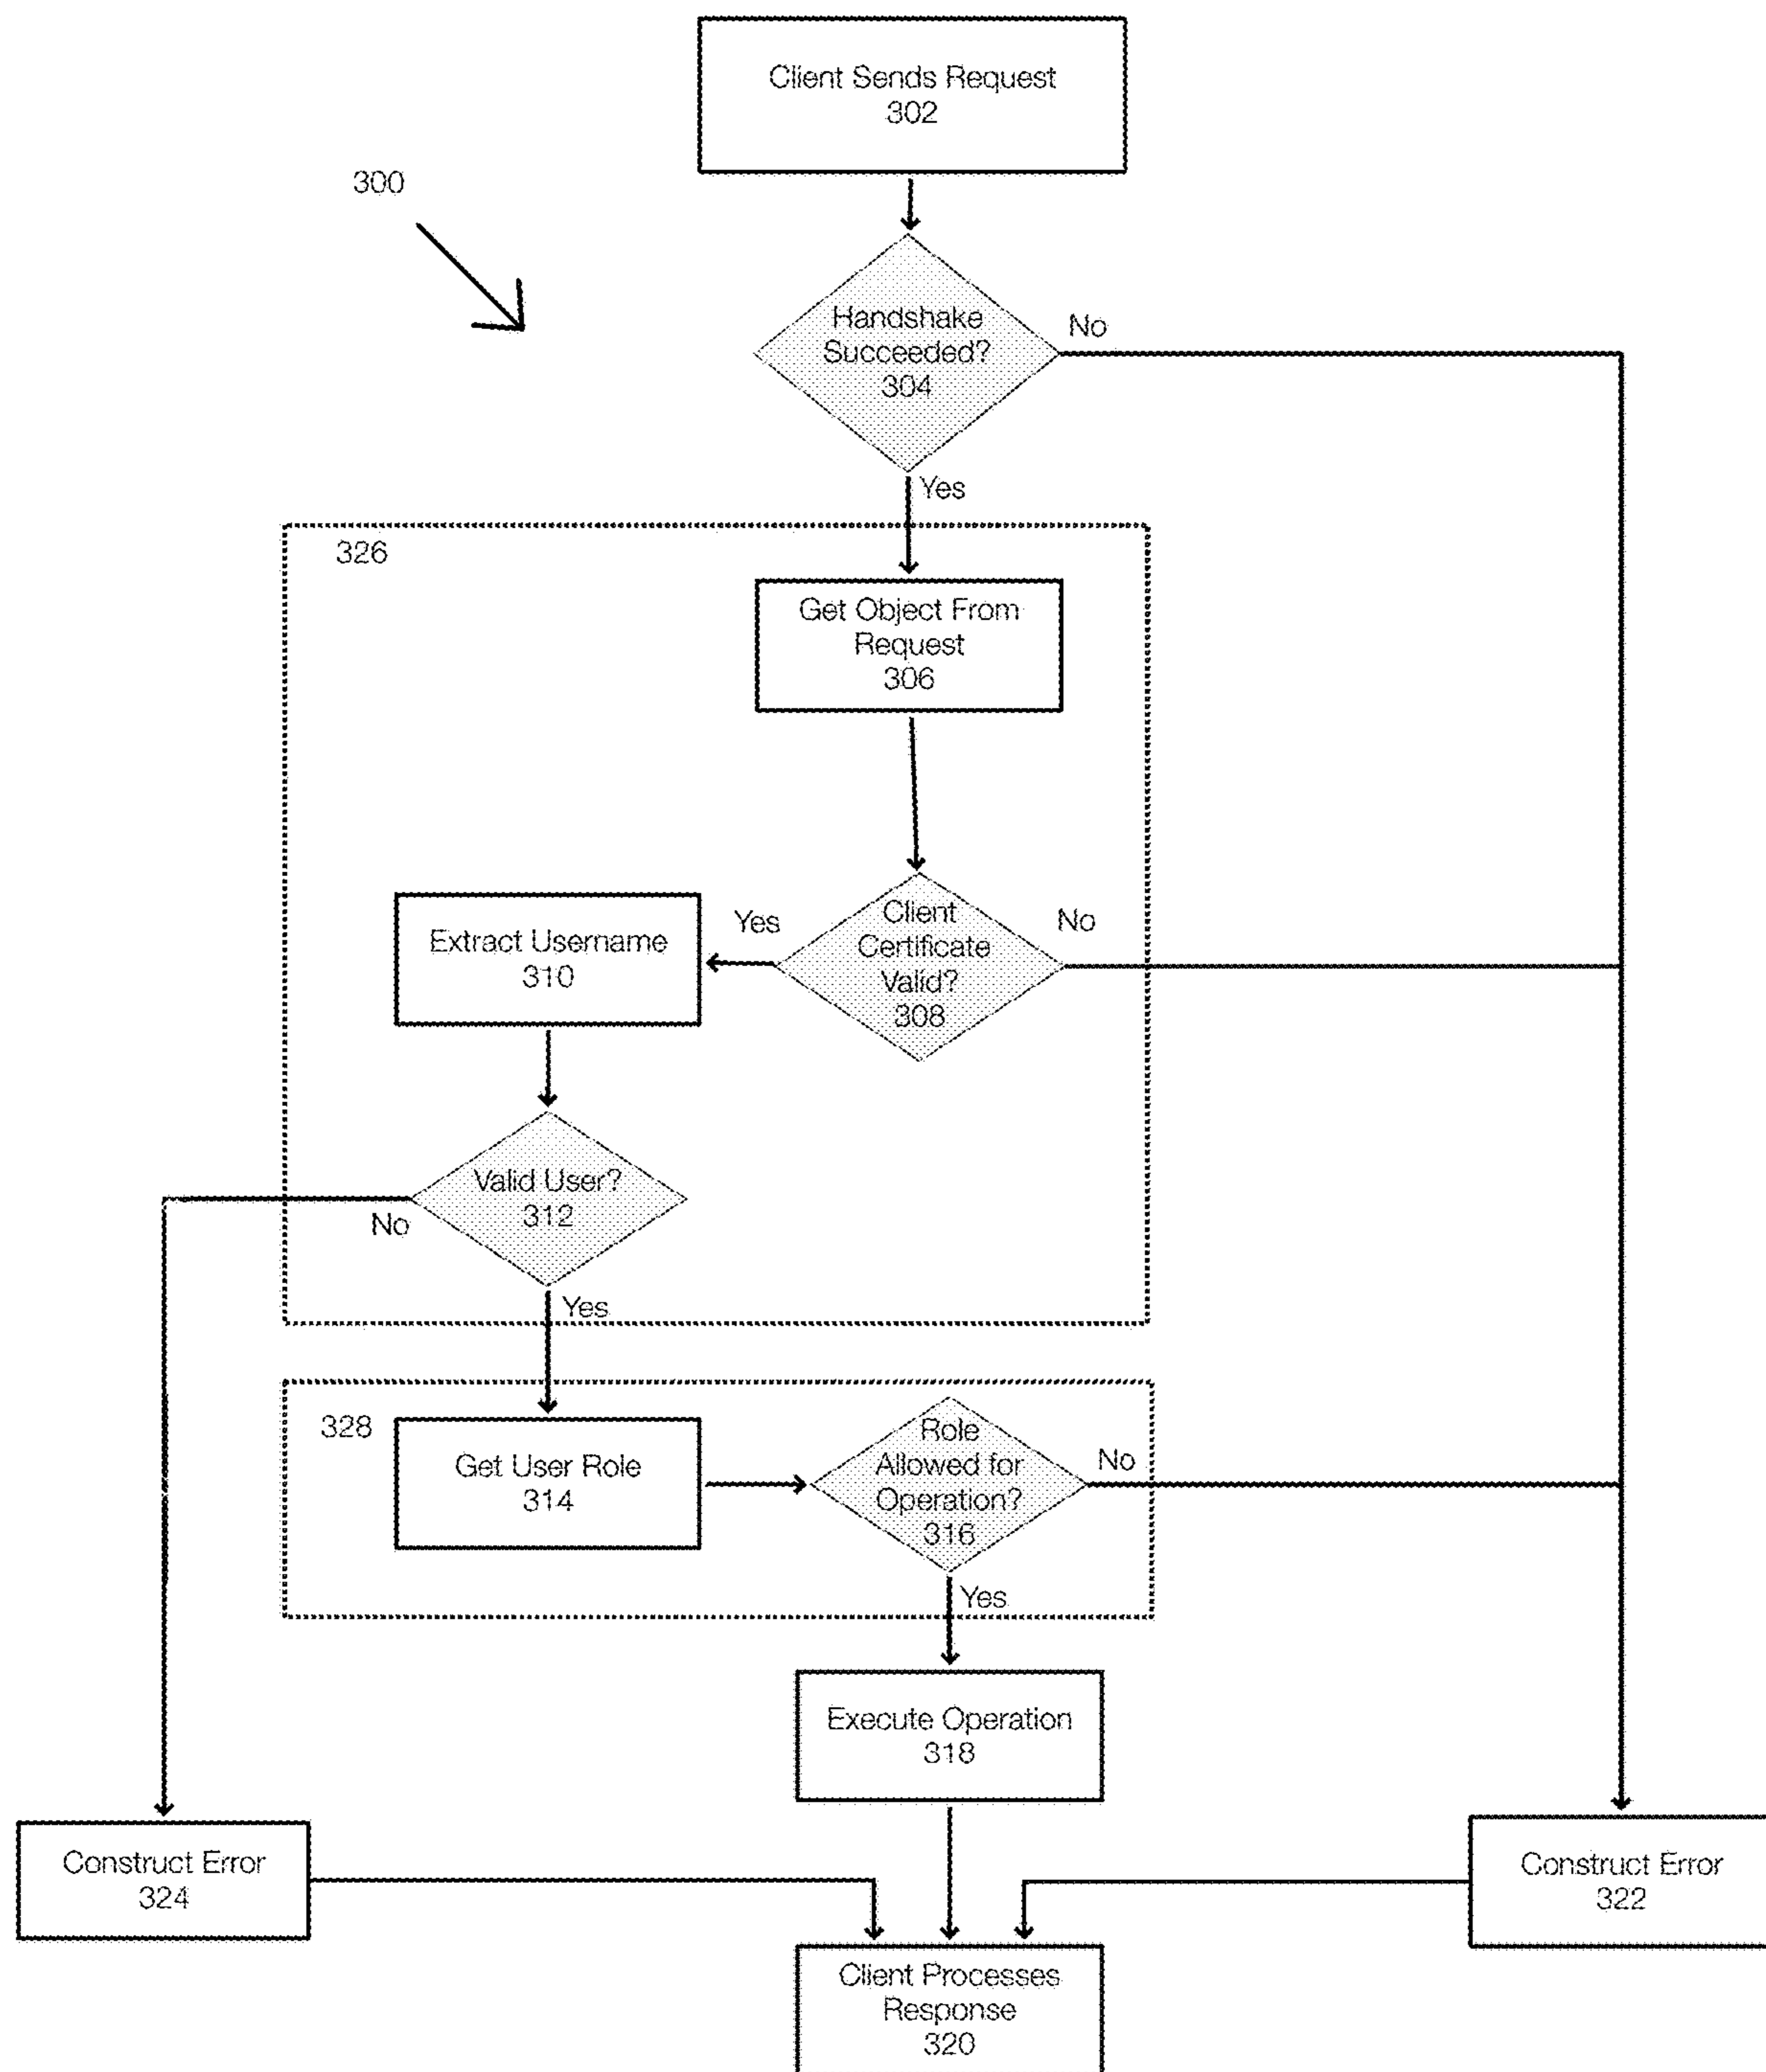 Client Sends Request
302
300
Handshake
Succeeded?
304
No
Yes
326
Get Object From
Request
306
Client
Certificate
Valid?
308
Yes
No
Extract Username
310
Valid User?
312
No
Yes
328
Get User Role
314
Role
Allowed for
Operation?
316
No
Yes
Execute Operation
318
Construct Error
324
Construct Error
322
Client Processes
Response
320